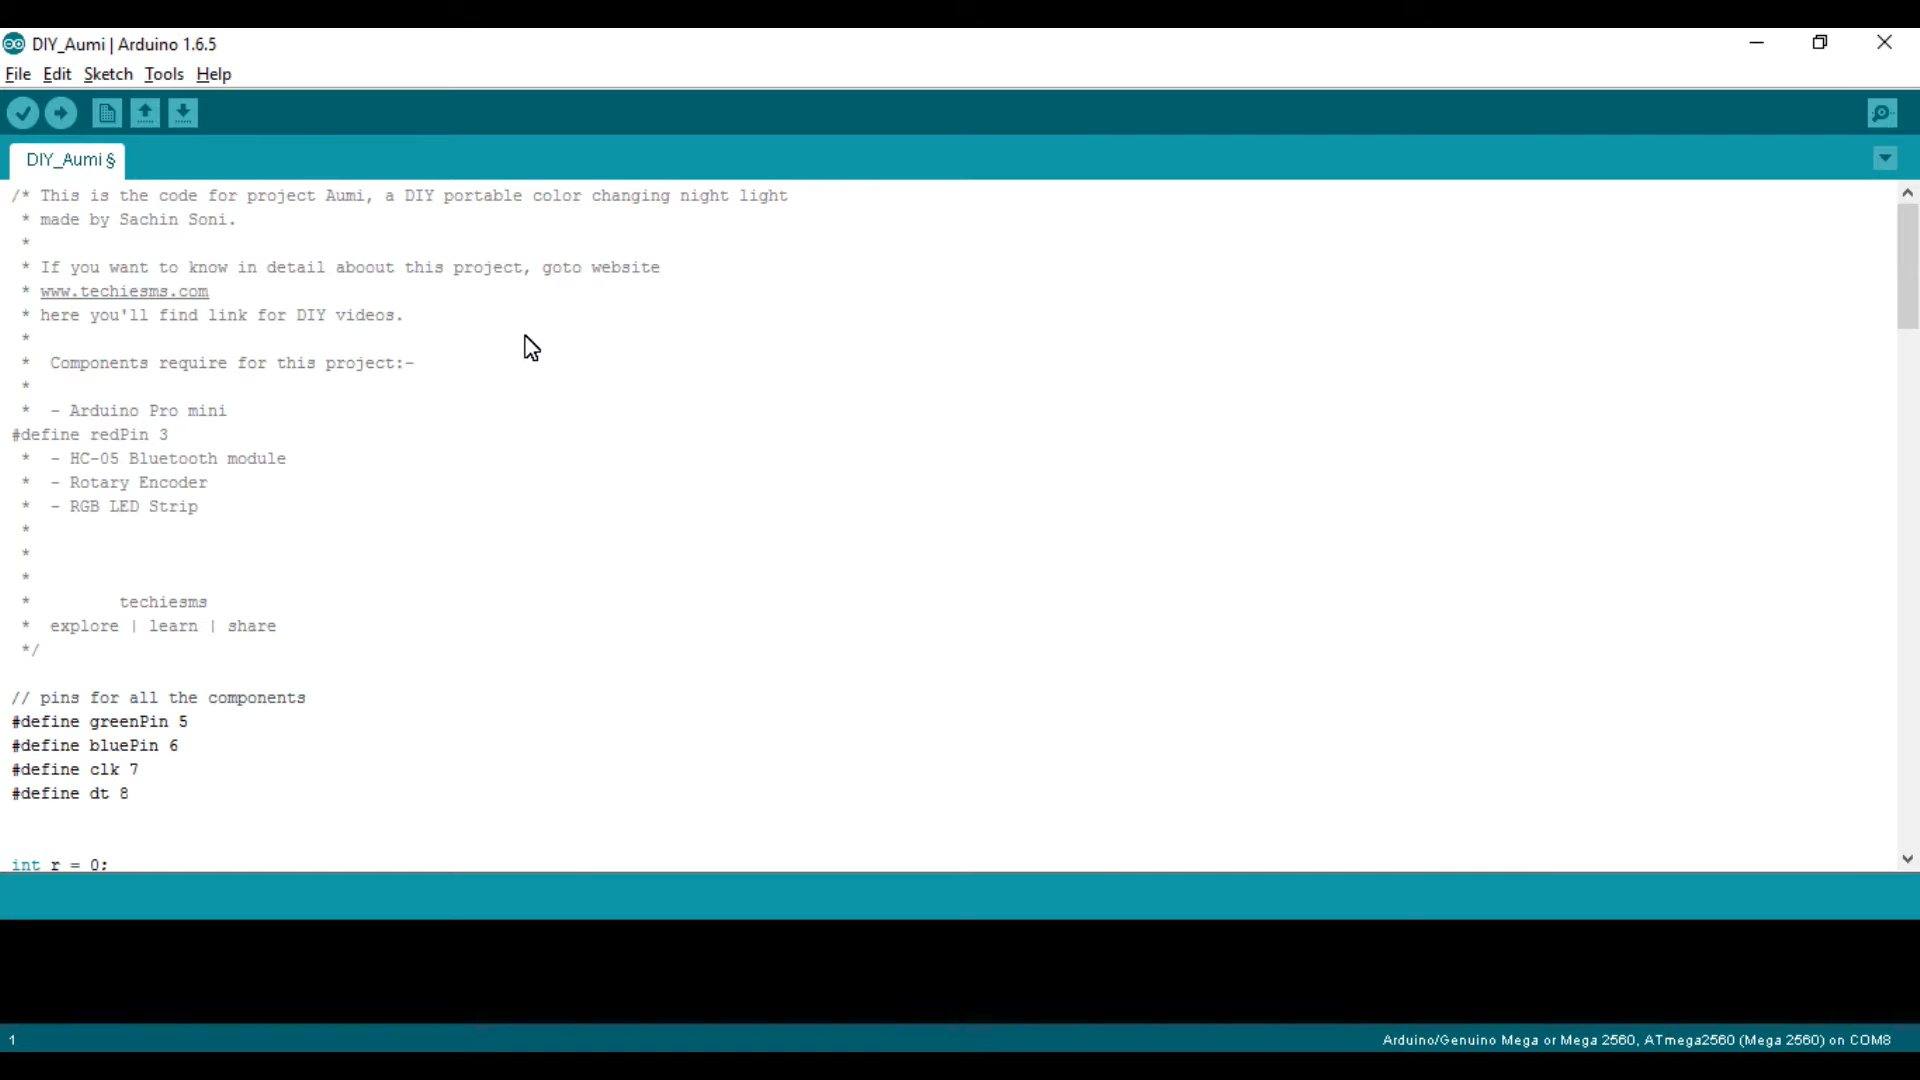 DIY_Aumi | Arduino 1.6.5
File Edit Sketch Tools Help
DIY_Aumi §
/* This is the code for project Aumi, a DIY portable color changing night light
* made by Sachin Soni.
*
* If you want to know in detail aboout this project, goto website
* www.techiesms.com
* here you'll find link for DIY videos.
*
* Components require for this project:-
*
* - Arduino Pro mini
#define redPin 3
* - HC-05 Bluetooth module
* - Rotary Encoder
* - RGB LED Strip
*
*
*
* techiesms
* explore | learn | share
*/
// pins for all the components
#define greenPin 5
#define bluePin 6
#define clk 7
#define dt 8
int r = 0;
1
Arduino/Genuino Mega or Mega 2560, ATmega2560 (Mega 2560) on COM8